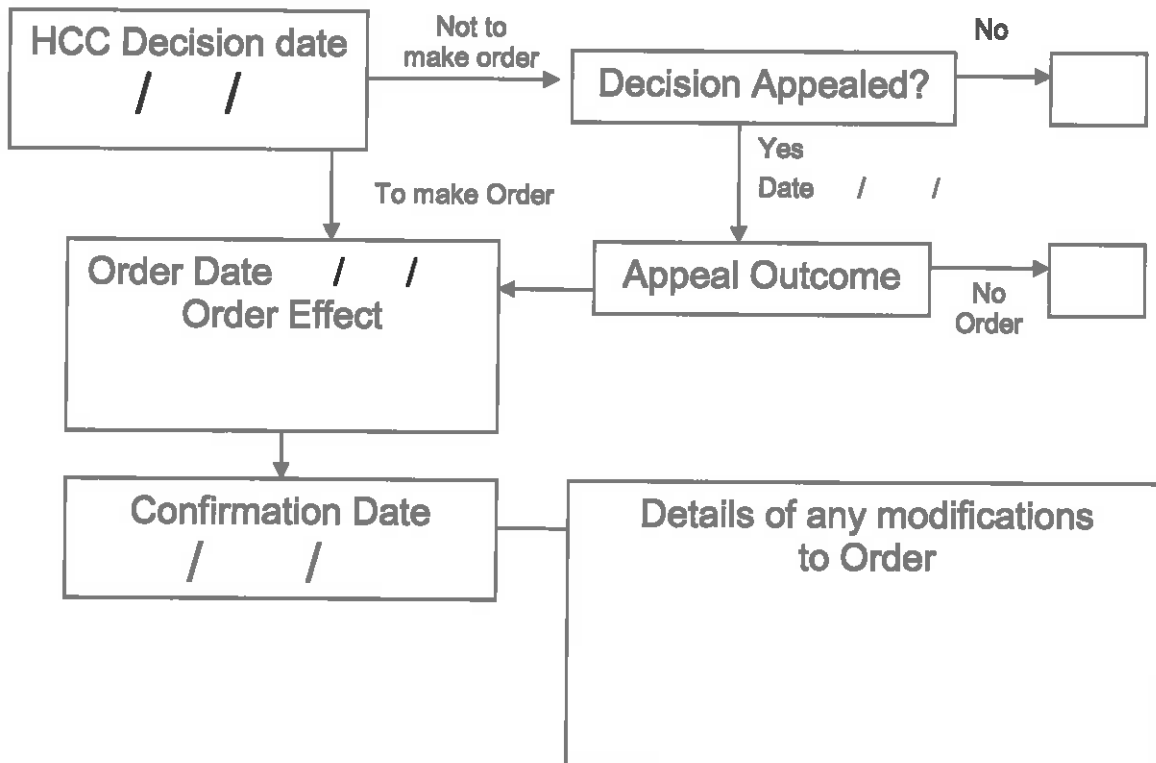 HCC Decision date
/ /
Not to
make order
Decision Appealed?
No
To make Order
Yes
Date / /
Order Date / /
Order Effect
Appeal Outcome
No
Order
Confirmation Date
/ /
Details of any modifications
to Order